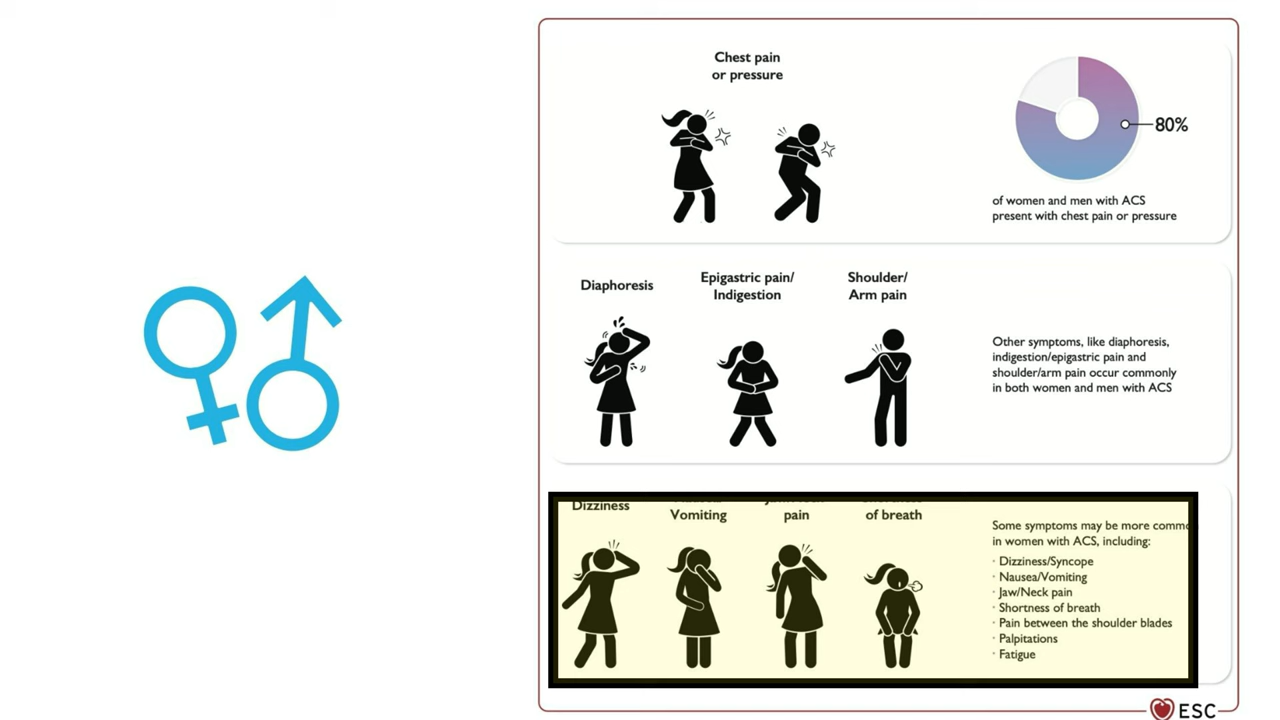 Chest pain
or pressure
80%
of women and men with ACS
present with chest pain or pressure
Diaphoresis
Epigastric pain/
Indigestion
Shoulder/
Arm pain
Other symptoms, like diaphoresis,
indigestion/epigastric pain and
shoulder/arm pain occur commonly
in both women and men with ACS
Dizziness
Vomiting
pain
of breath
Some symptoms may be more
in women with ACS, including:
· Dizziness/Syncope
· Nausea/Vomiting
· Jaw/Neck pain
· Shortness of breath
· Pain between the shoulder blades
· Palpitations
· Fatigue
ESC